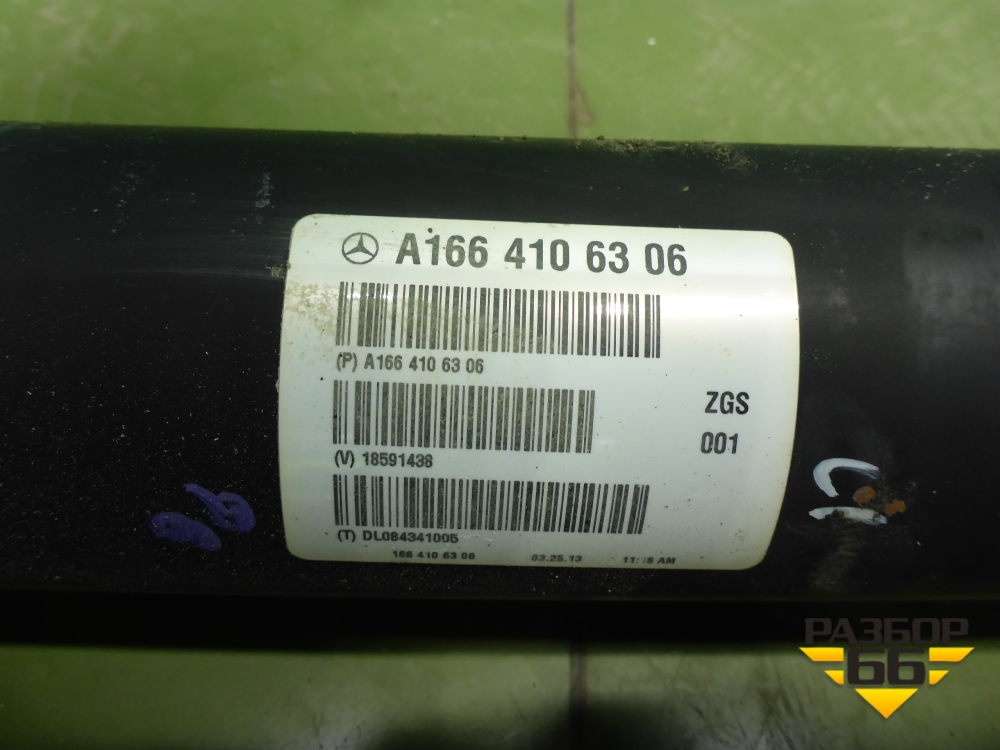 A166 410 63 06
(P) A166 410 63 06
ZGS
001
(V) 18591438
(T) DL084341005
166 410 63 06 03.25.13 AM
РАЗБОР
66